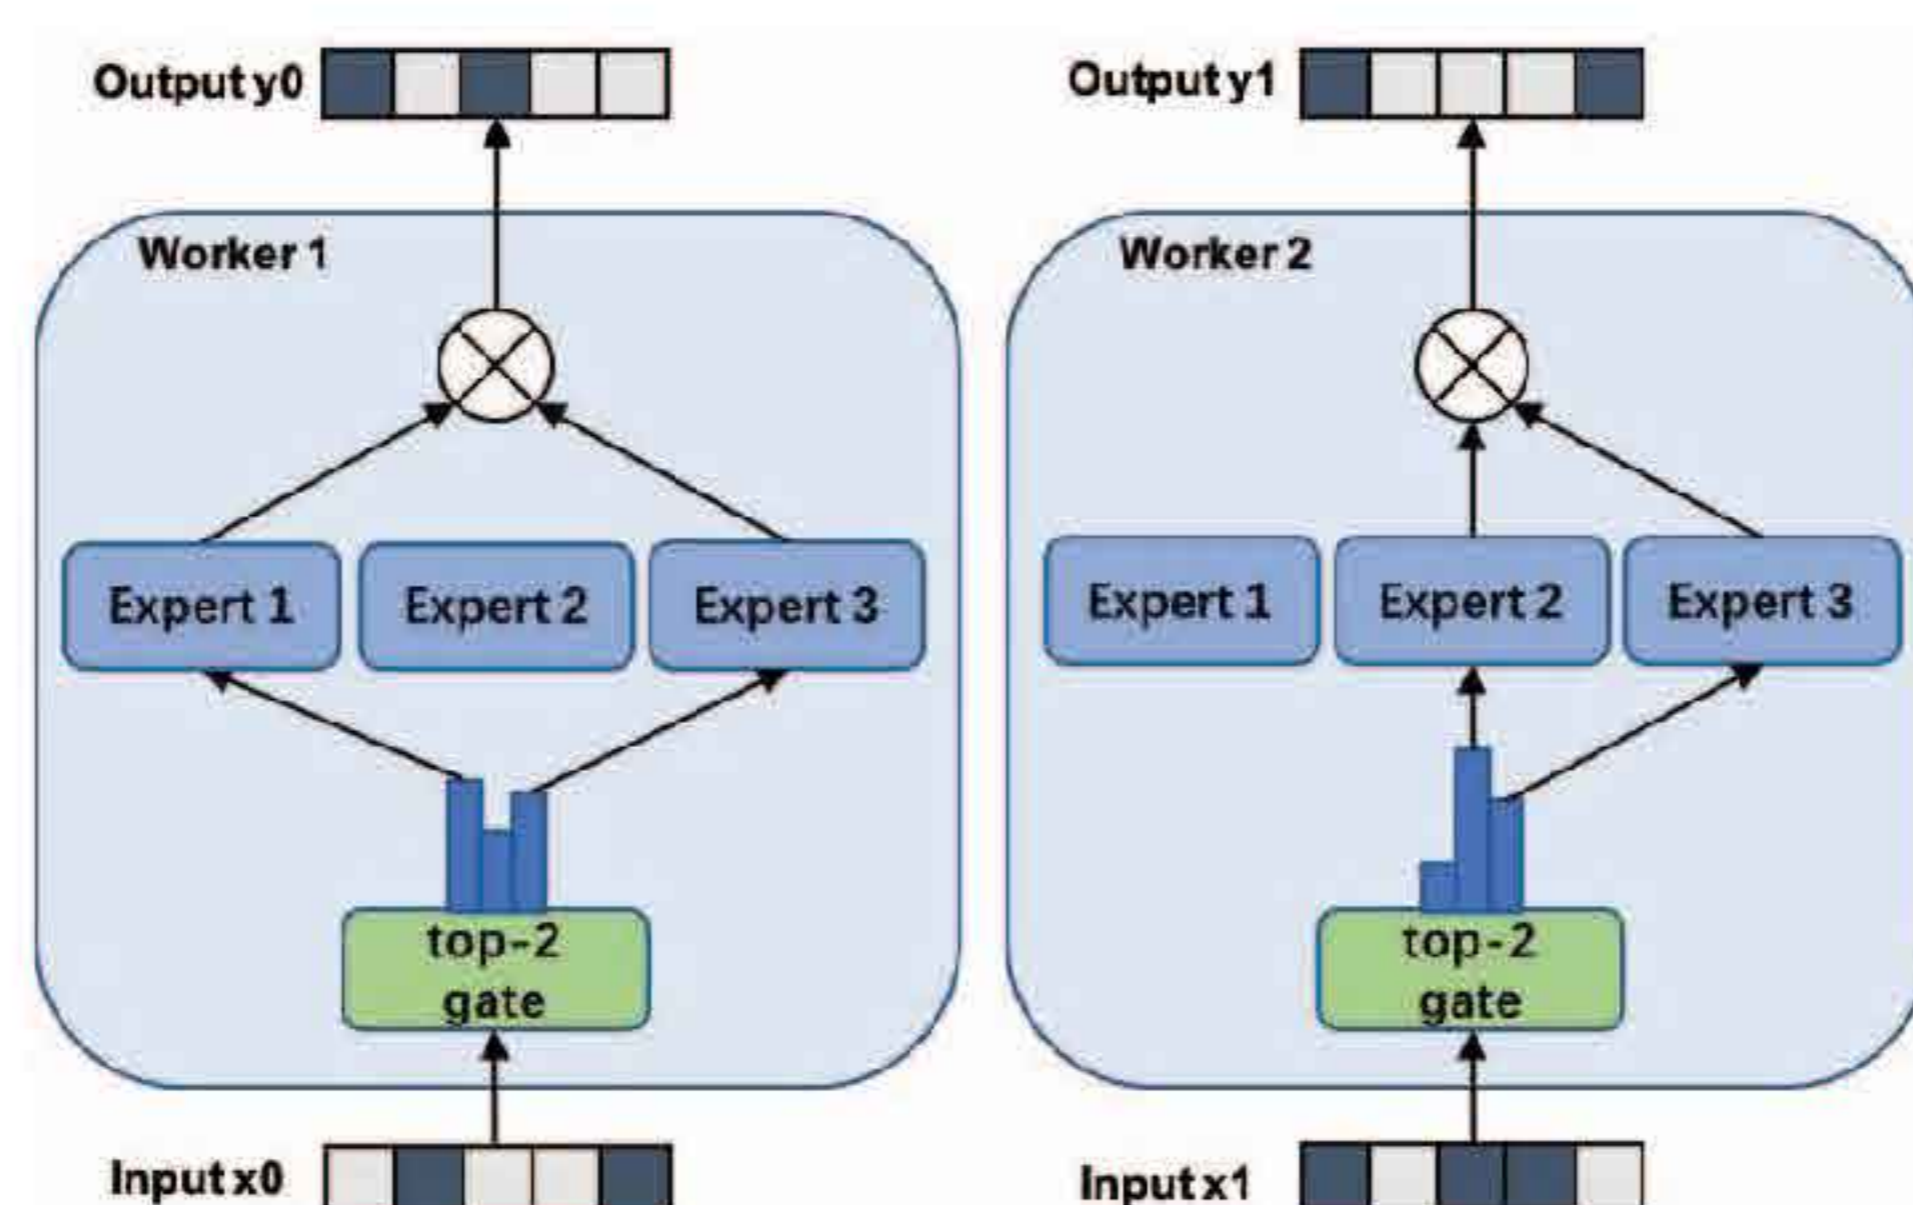 Output y0
Output y1
Worker 1
Worker 2
Expert 1
Expert 2
Expert 3
Expert 1
Expert 2
Expert 3
top-2
gate
top-2
gate
Input x0
Input x1